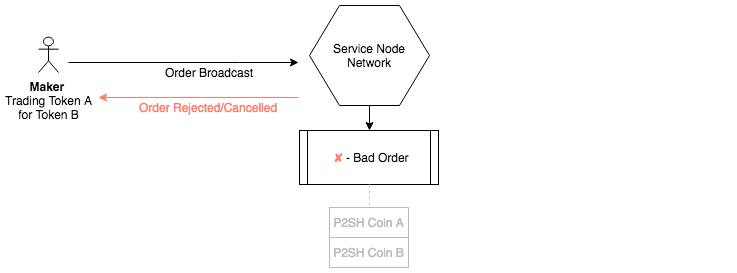 Service Node
Network
Order Broadcast
Maker
Trading Token A
for Token B
Order Rejected/Cancelled
✘ - Bad Order
P2SH Coin A
P2SH Coin B